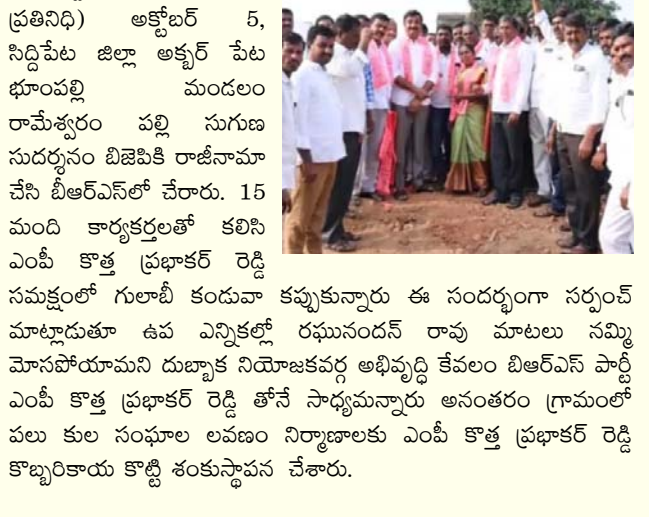 ప్రతినిధి) అక్టోబర్ 5,
సిద్దిపేట జిల్లా అక్బర్ పేట
భూంపల్లి మండలం
రామేశ్వరం పల్లి సుగుణ
సుదర్శనం బిజెపికి రాజీనామా
చేసి బీఆర్ఎస్‌లో చేరారు. 15
మంది కార్యకర్తలతో కలిసి
ఎంపీ కొత్త ప్రభాకర్ రెడ్డి
సమక్షంలో గులాబీ కండువా కప్పుకున్నారు ఈ సందర్భంగా సర్పంచ్
మాట్లాడుతూ ఉప ఎన్నికల్లో రఘునందన్ రావు మాటలు నమ్మి
మోసపోయామని దుబ్బాక నియోజకవర్గ అభివృద్ధి కేవలం బిఆర్ఎస్ పార్టీ
ఎంపీ కొత్త ప్రభాకర్ రెడ్డి తోనే సాధ్యమన్నారు అనంతరం గ్రామంలో
పలు కుల సంఘాల లవణం నిర్మాణాలకు ఎంపీ కొత్త ప్రభాకర్ రెడ్డి
కొబ్బరికాయ కొట్టి శంకుస్థాపన చేశారు.